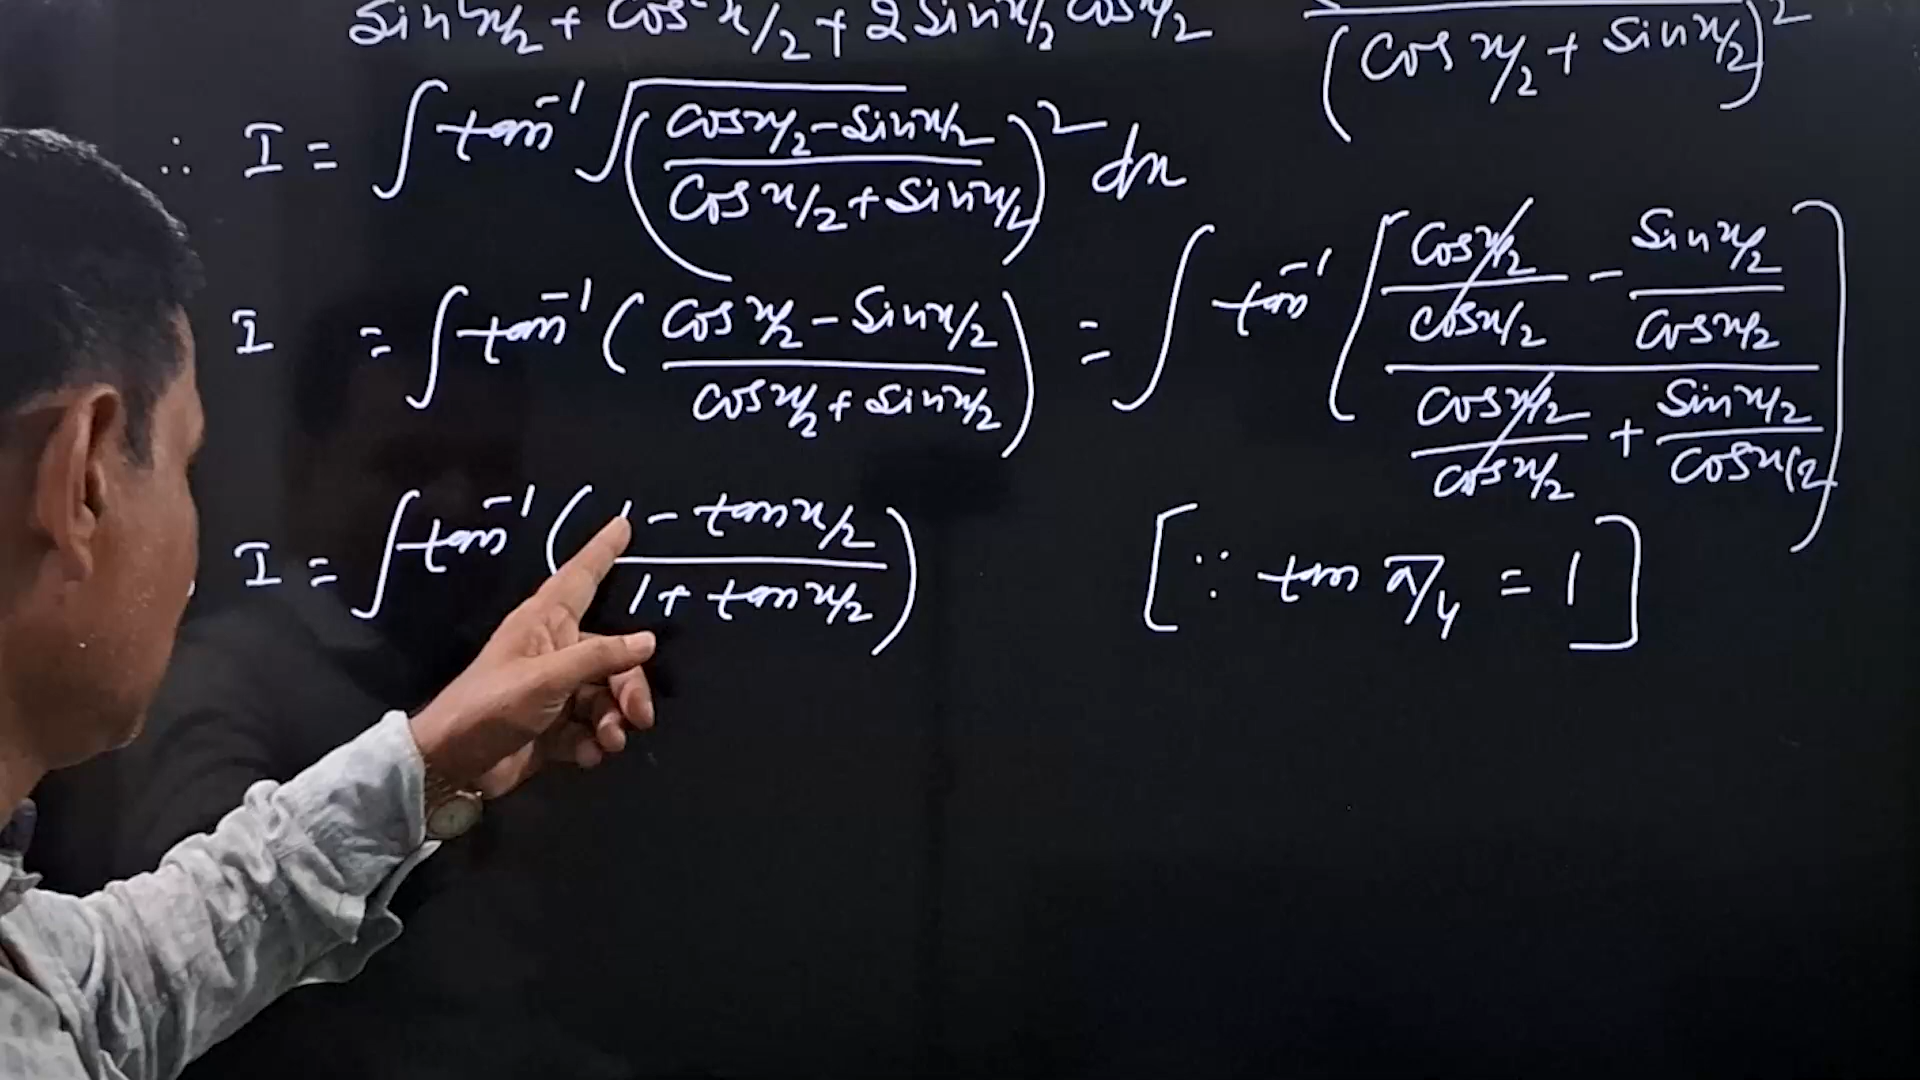 sin²x/2 + cos²x/2 + 2 sin x/2 cos x/2
(cos x/2 + sin x/2)²
∴ I = ∫ tan⁻¹ √((cos x/2 - sin x/2)/(cos x/2 + sin x/2))² dx
I = ∫ tan⁻¹ ((cos x/2 - sin x/2)/(cos x/2 + sin x/2)) = ∫ tan⁻¹ [(cos x/2 / cos x/2 - sin x/2 / cos x/2)/(cos x/2 / cos x/2 + sin x/2 / cos x/2)]
I = ∫ tan⁻¹ ((1 - tan x/2)/(1 + tan x/2)) [∵ tan π/4 = 1]